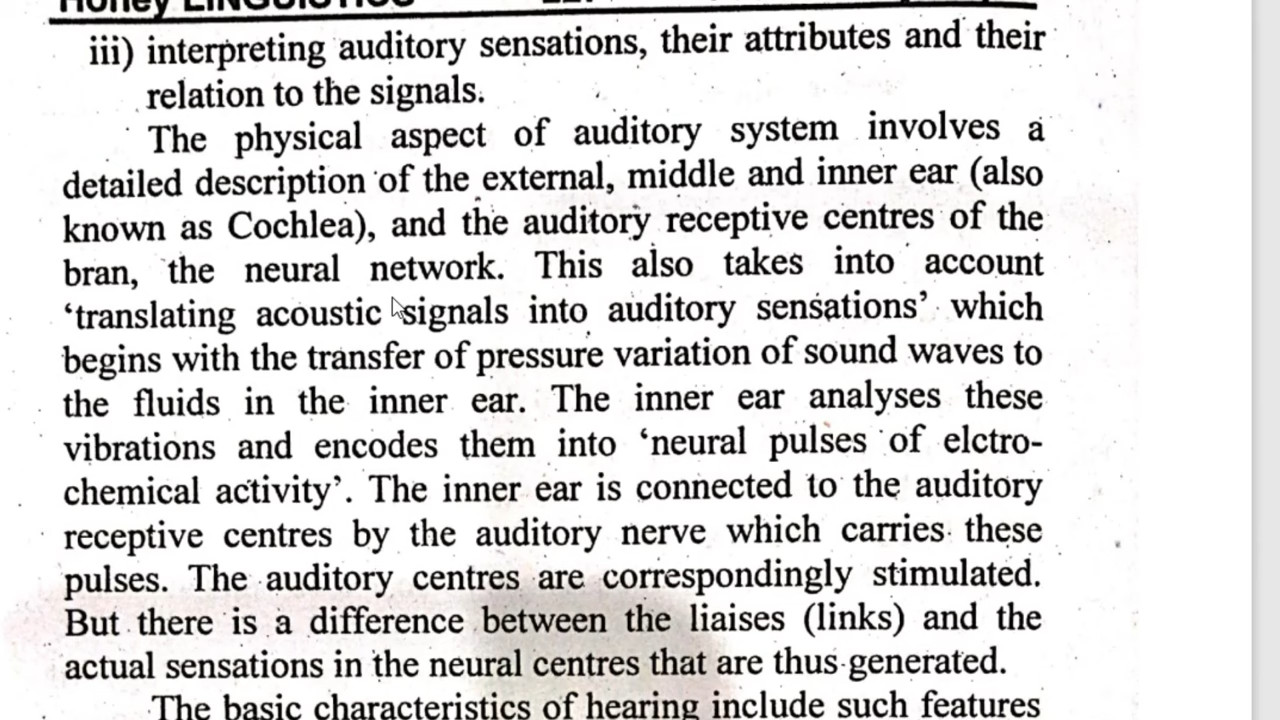 Honey LINGUISTICS
iii) interpreting auditory sensations, their attributes and their
relation to the signals.
The physical aspect of auditory system involves a
detailed description of the external, middle and inner ear (also
known as Cochlea), and the auditory receptive centres of the
bran, the neural network. This also takes into account
‘translating acoustic signals into auditory sensations’ which
begins with the transfer of pressure variation of sound waves to
the fluids in the inner ear. The inner ear analyses these
vibrations and encodes them into ‘neural pulses of elctro-
chemical activity’. The inner ear is connected to the auditory
receptive centres by the auditory nerve which carries these
pulses. The auditory centres are correspondingly stimulated.
But there is a difference between the liaises (links) and the
actual sensations in the neural centres that are thus generated.
The basic characteristics of hearing include such features